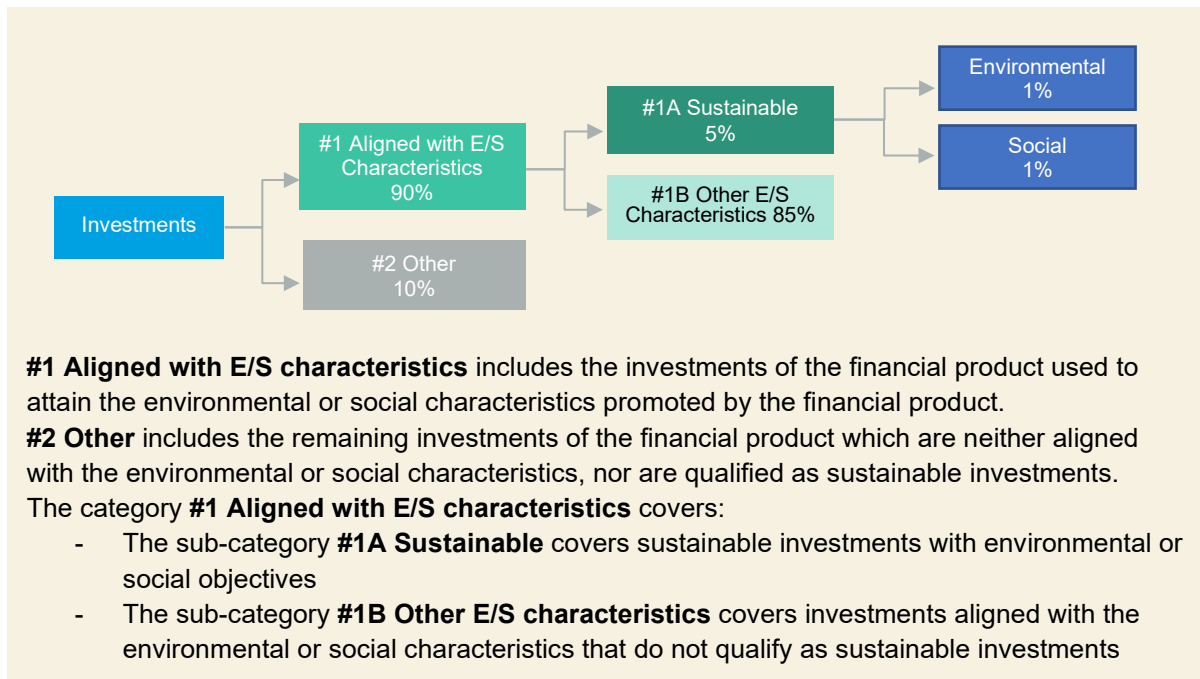 Investments
#1 Aligned with E/S
Characteristics
90%
#2 Other
10%
#1A Sustainable
5%
#1B Other E/S
Characteristics 85%
Environmental
1%
Social
1%
#1 Aligned with E/S characteristics includes the investments of the financial product used to
attain the environmental or social characteristics promoted by the financial product.
#2 Other includes the remaining investments of the financial product which are neither aligned
with the environmental or social characteristics, nor are qualified as sustainable investments.
The category #1 Aligned with E/S characteristics covers:
- The sub-category #1A Sustainable covers sustainable investments with environmental or
social objectives
- The sub-category #1B Other E/S characteristics covers investments aligned with the
environmental or social characteristics that do not qualify as sustainable investments